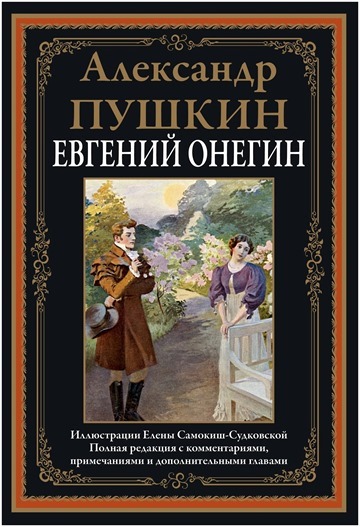 Александр
ПУШКИН
ЕВГЕНИЙ ОНЕГИН
Иллюстрации Елены Самокиш-Судковской
Полная редакция с комментариями,
примечаниями и дополнительными главами